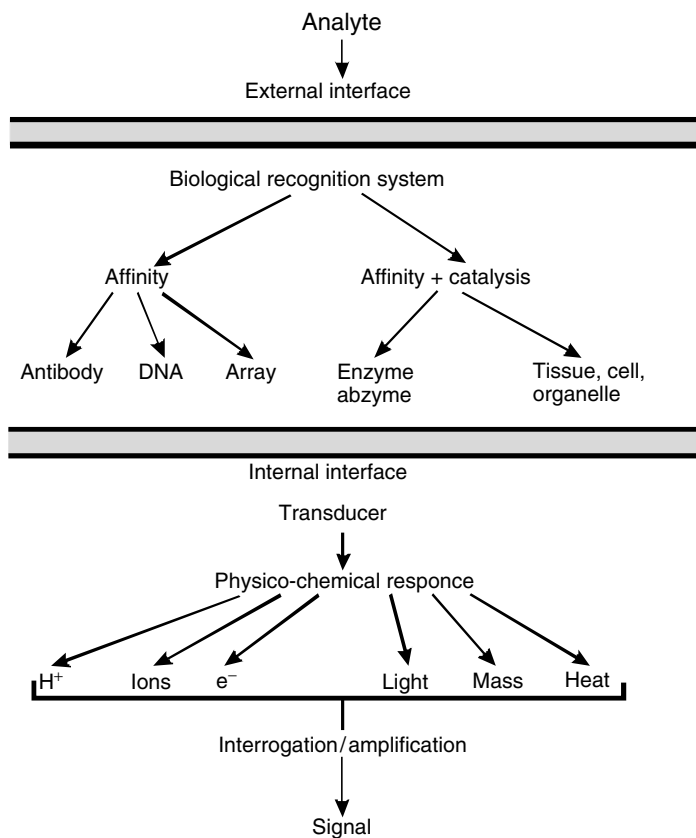 Analyte
External interface
Biological recognition system
Affinity
Affinity + catalysis
Antibody
DNA
Array
Enzyme
abzyme
Tissue, cell,
organelle
Internal interface
Transducer
Physico-chemical responce
H⁺
Ions
e⁻
Light
Mass
Heat
Interrogation/amplification
Signal